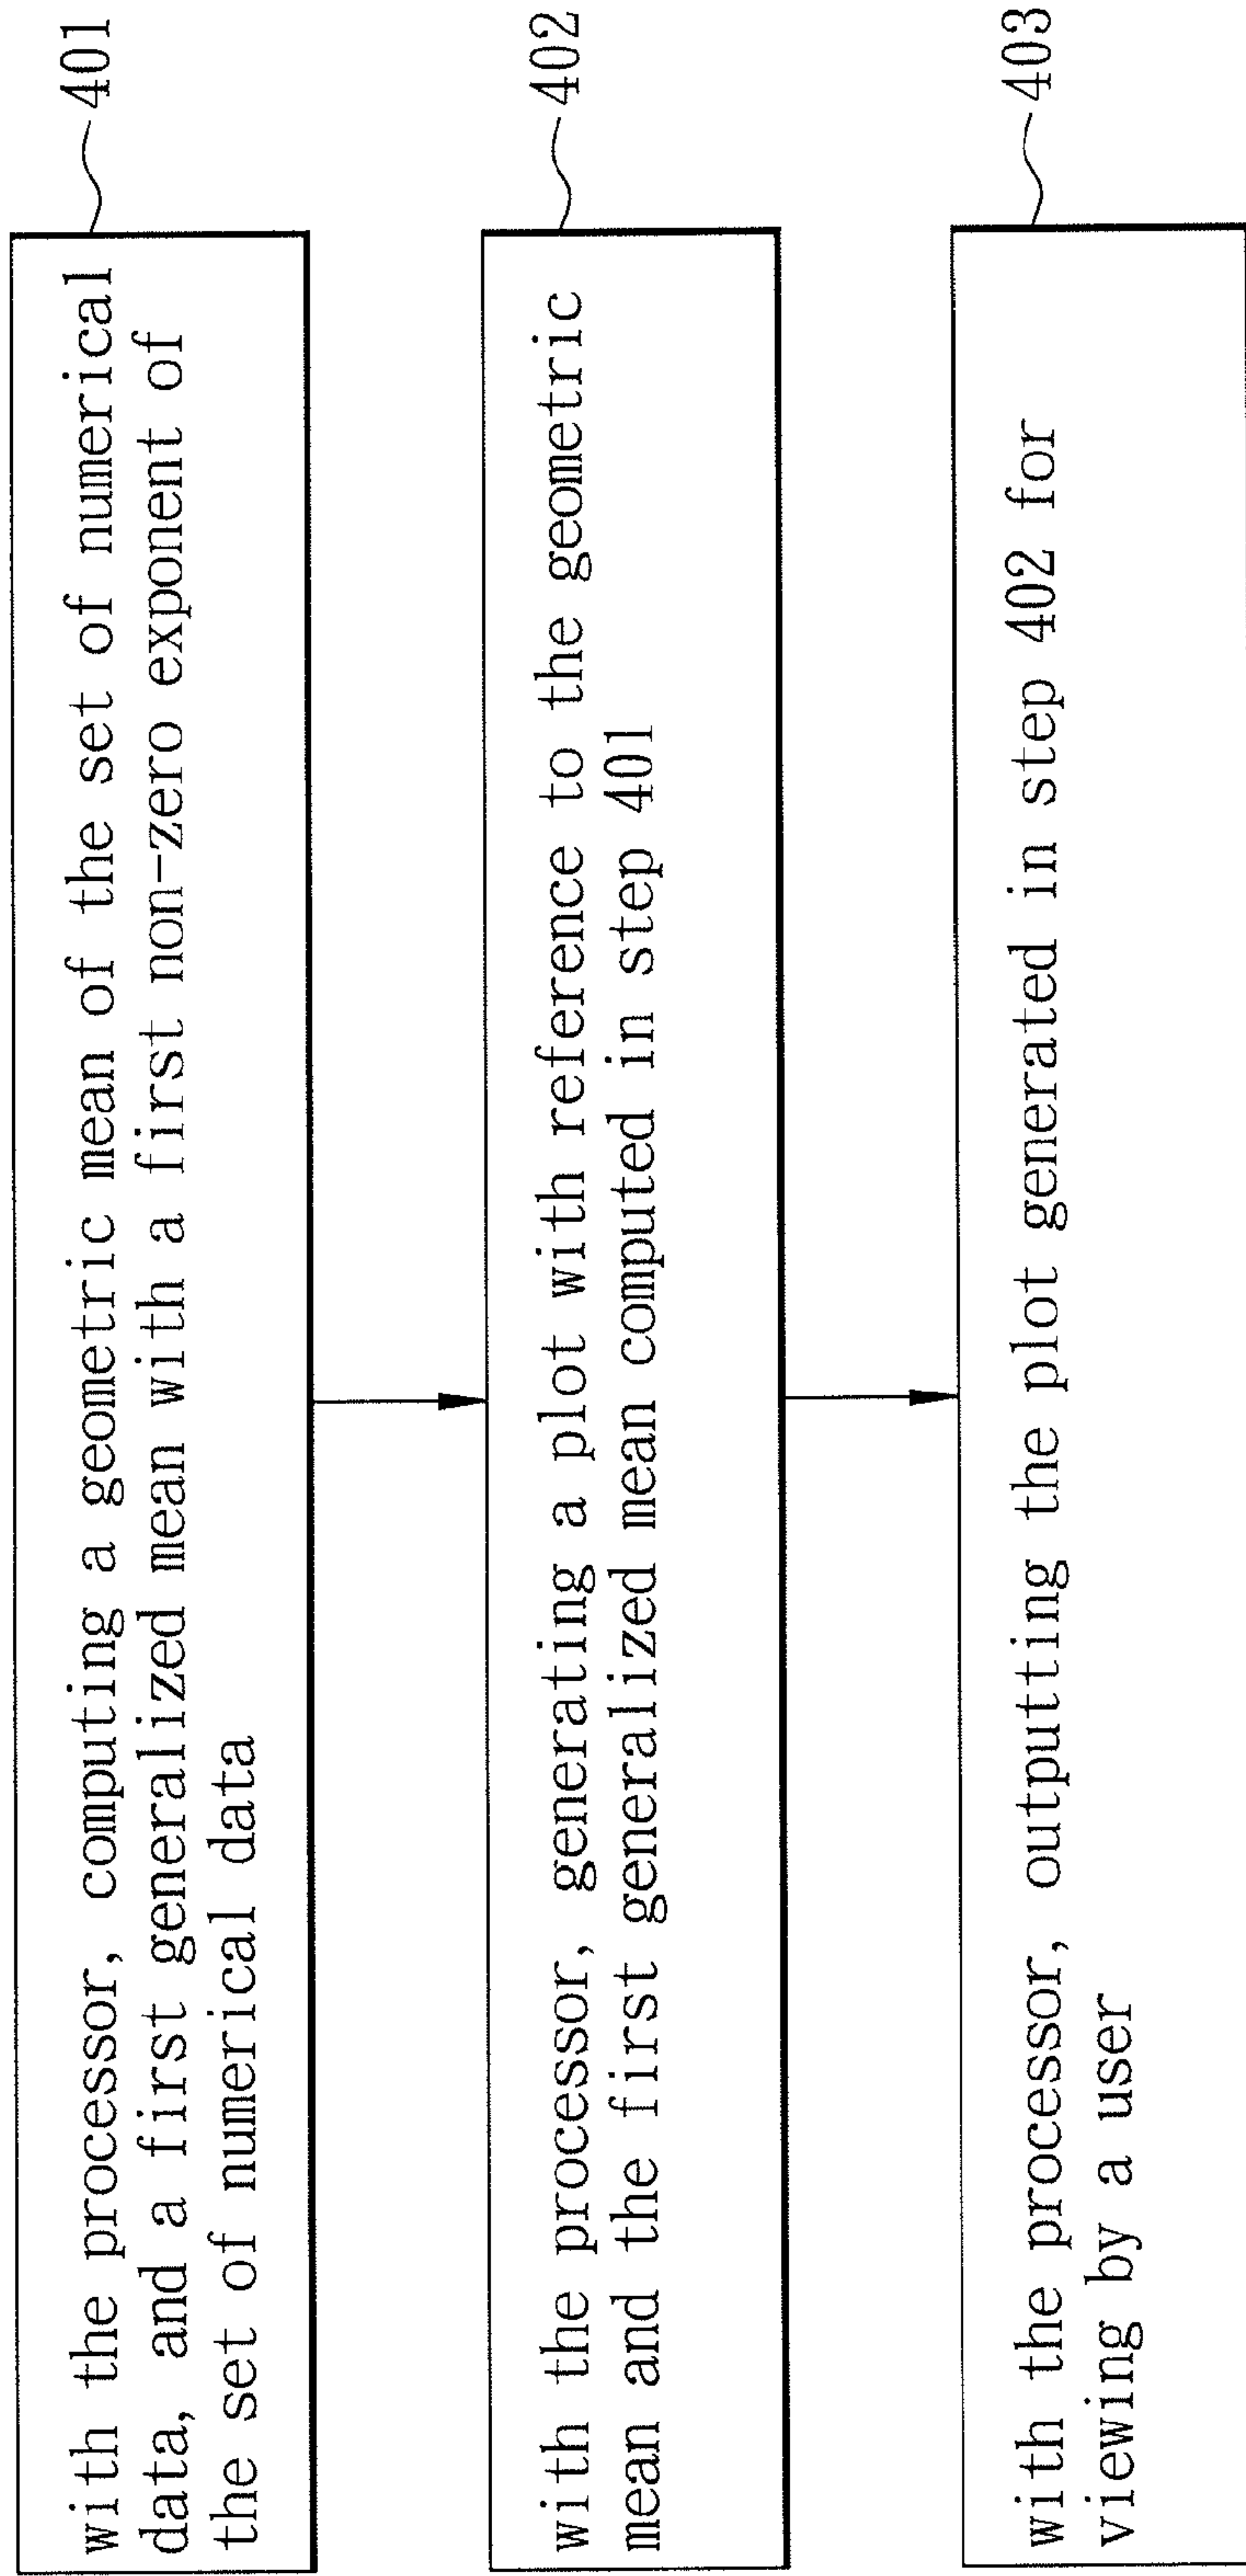 with the processor, computing a geometric mean of the set of numerical
data, and a first generalized mean with a first non-zero exponent of
the set of numerical data
401
with the processor, generating a plot with reference to the geometric
mean and the first generalized mean computed in step 401
402
with the processor, outputting the plot generated in step 402 for
viewing by a user
403